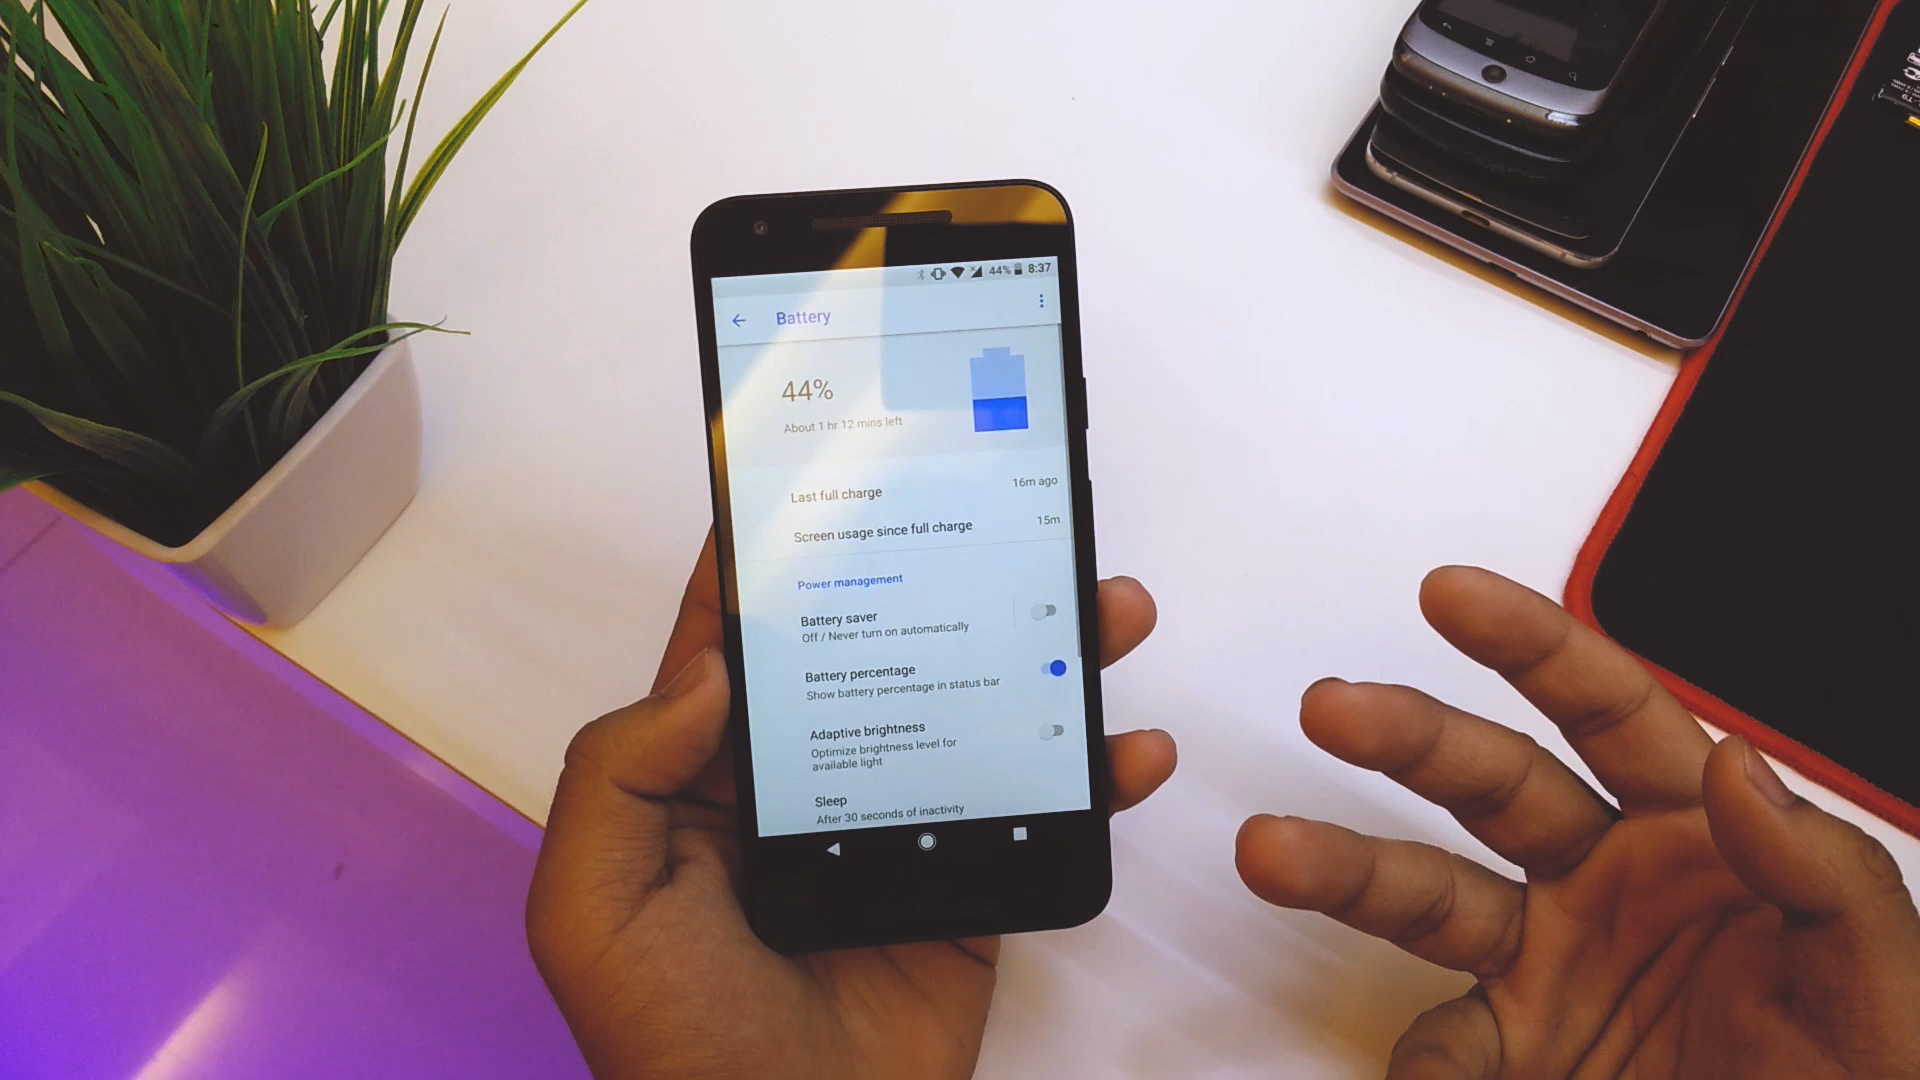 44% 8:37
Battery
44%
About 1 hr 12 mins left
Last full charge 16m ago
Screen usage since full charge 15m
Power management
Battery saver
Off / Never turn on automatically
Battery percentage
Show battery percentage in status bar
Adaptive brightness
Optimize brightness level for
available light
Sleep
After 30 seconds of inactivity